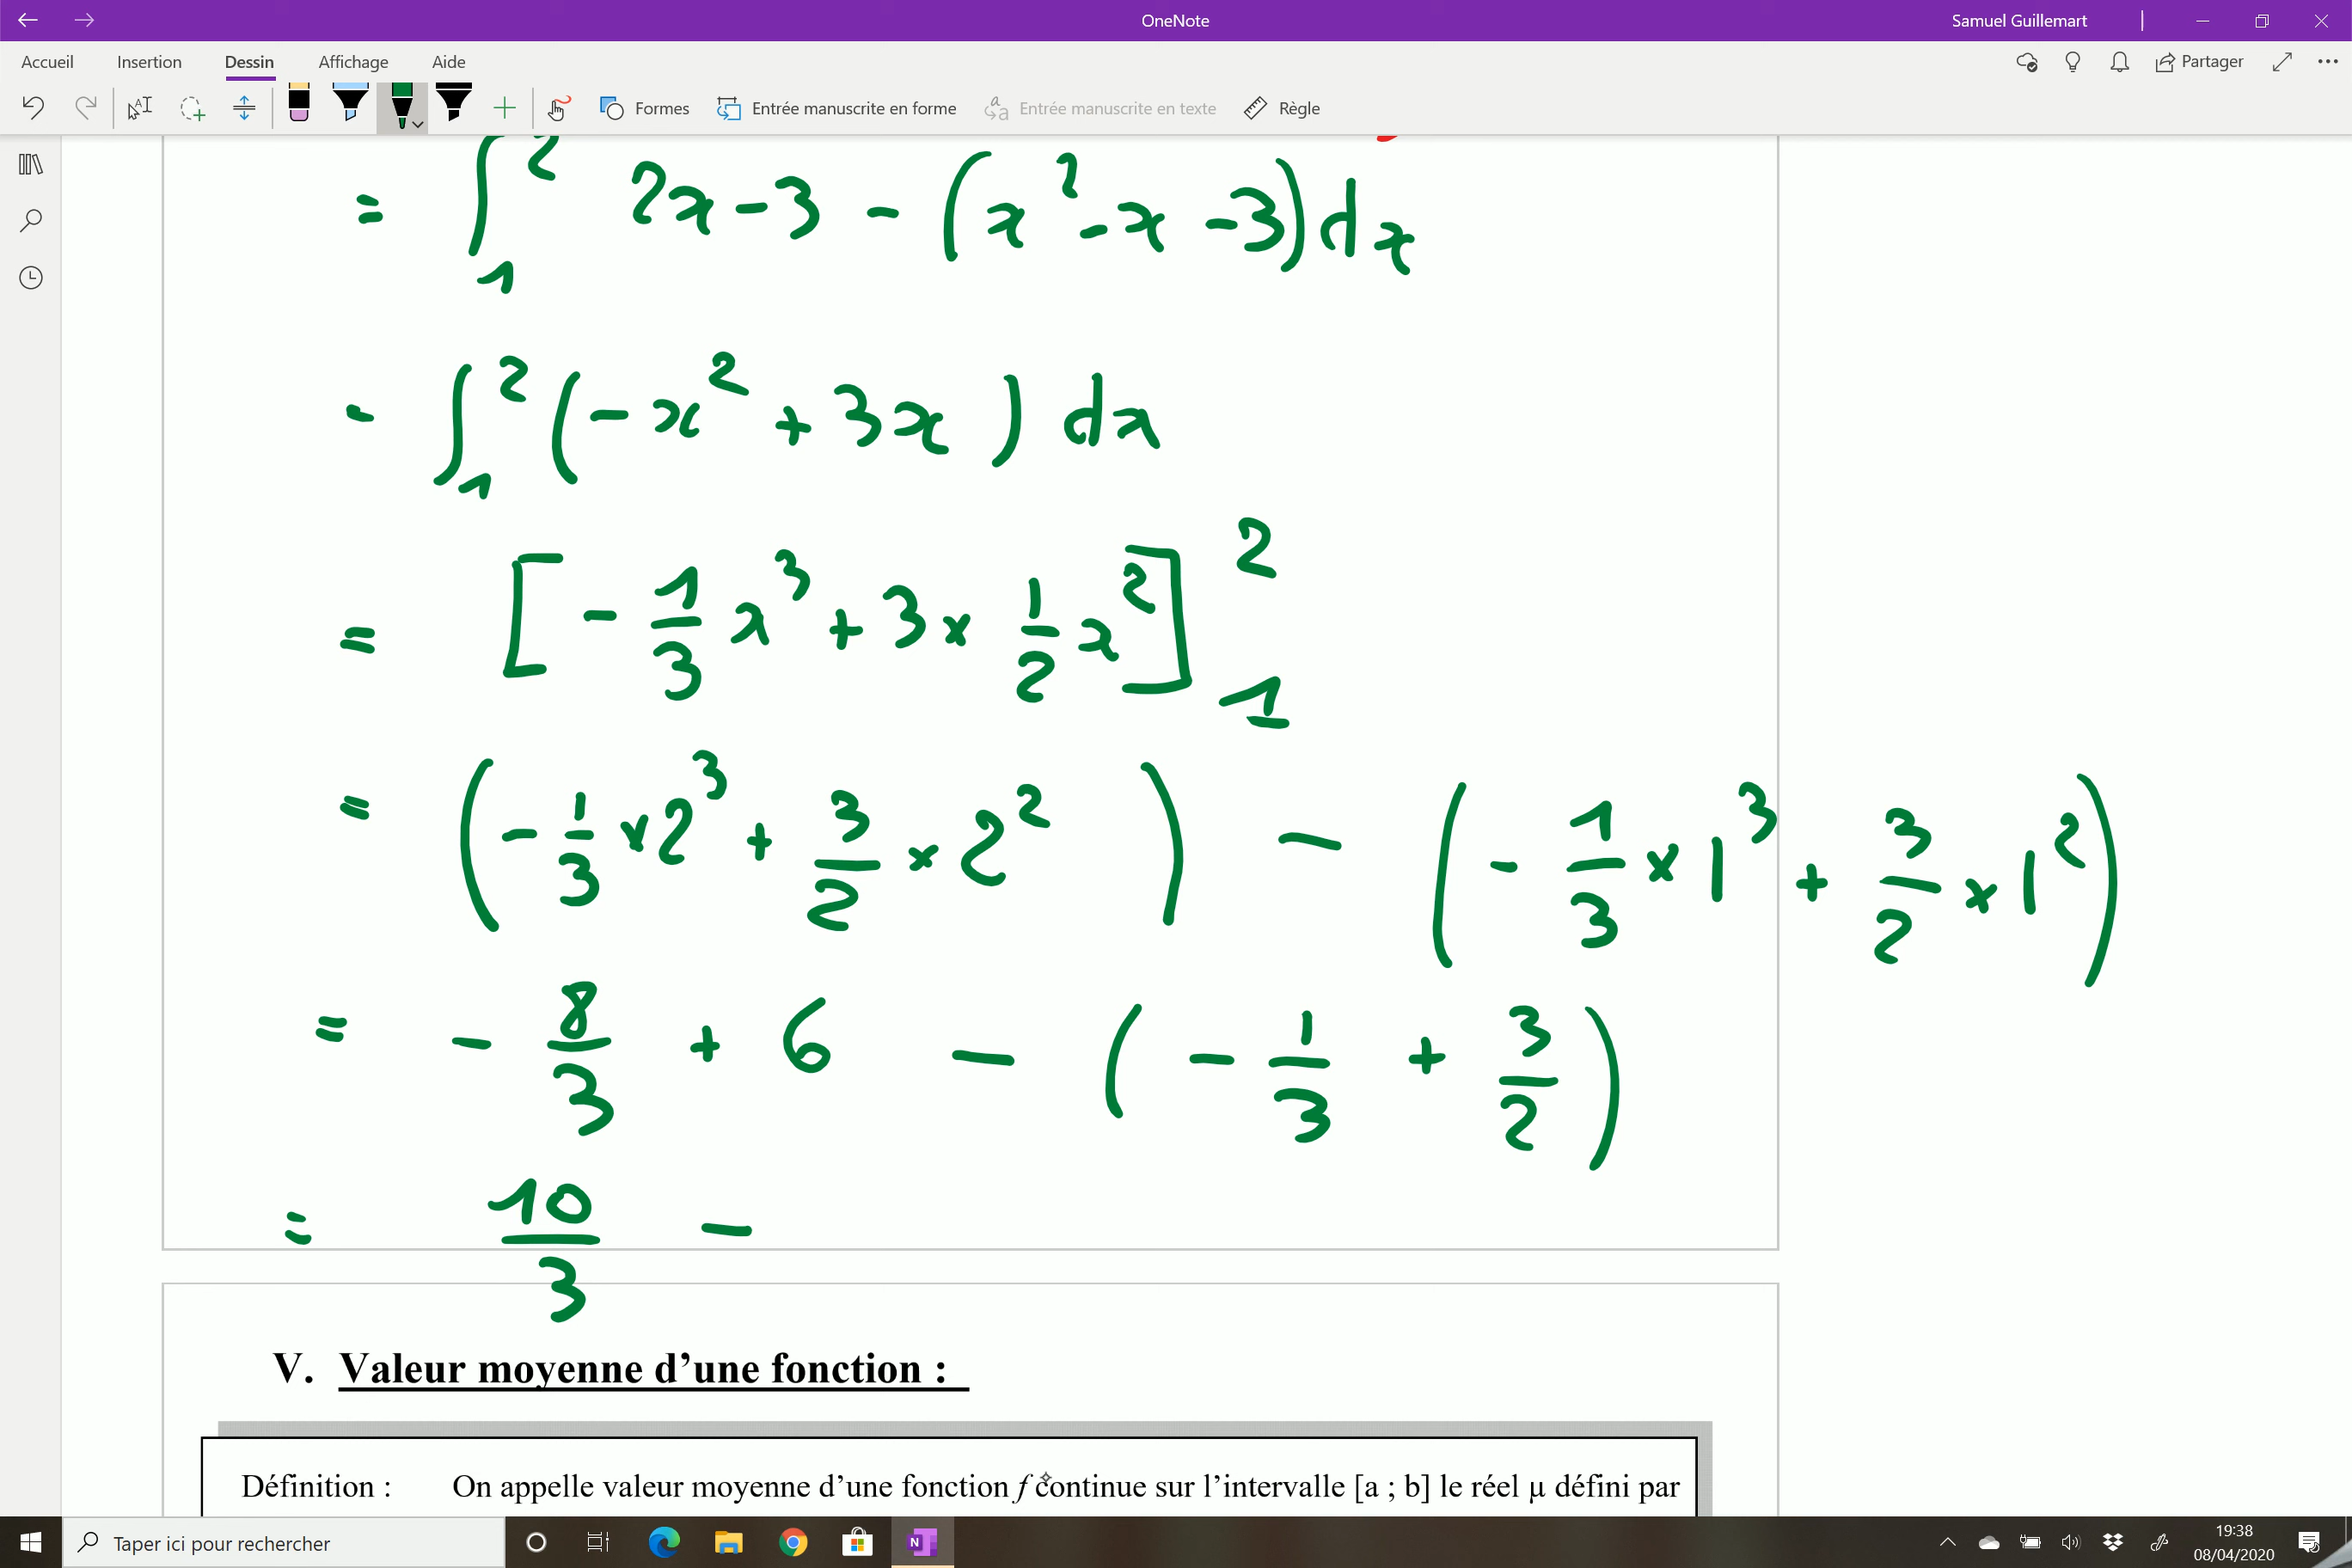 OneNote
Samuel Guillemart
Accueil Insertion Dessin Affichage Aide
Partager
Formes Entrée manuscrite en forme Entrée manuscrite en texte Règle
= ∫₁² 2x - 3 - (x² - x - 3) dx
- ∫₁² (- x² + 3x) dx
= [- 1/3 x³ + 3 × 1/2 x²]₁²
= (- 1/3 × 2³ + 3/2 × 2²) - (- 1/3 × 1³ + 3/2 × 1²)
= - 8/3 + 6 - (- 1/3 + 3/2)
= 10/3 -
V. Valeur moyenne d’une fonction :
Définition : On appelle valeur moyenne d’une fonction f continue sur l’intervalle [a ; b] le réel µ défini par
Taper ici pour rechercher
19:38
08/04/2020